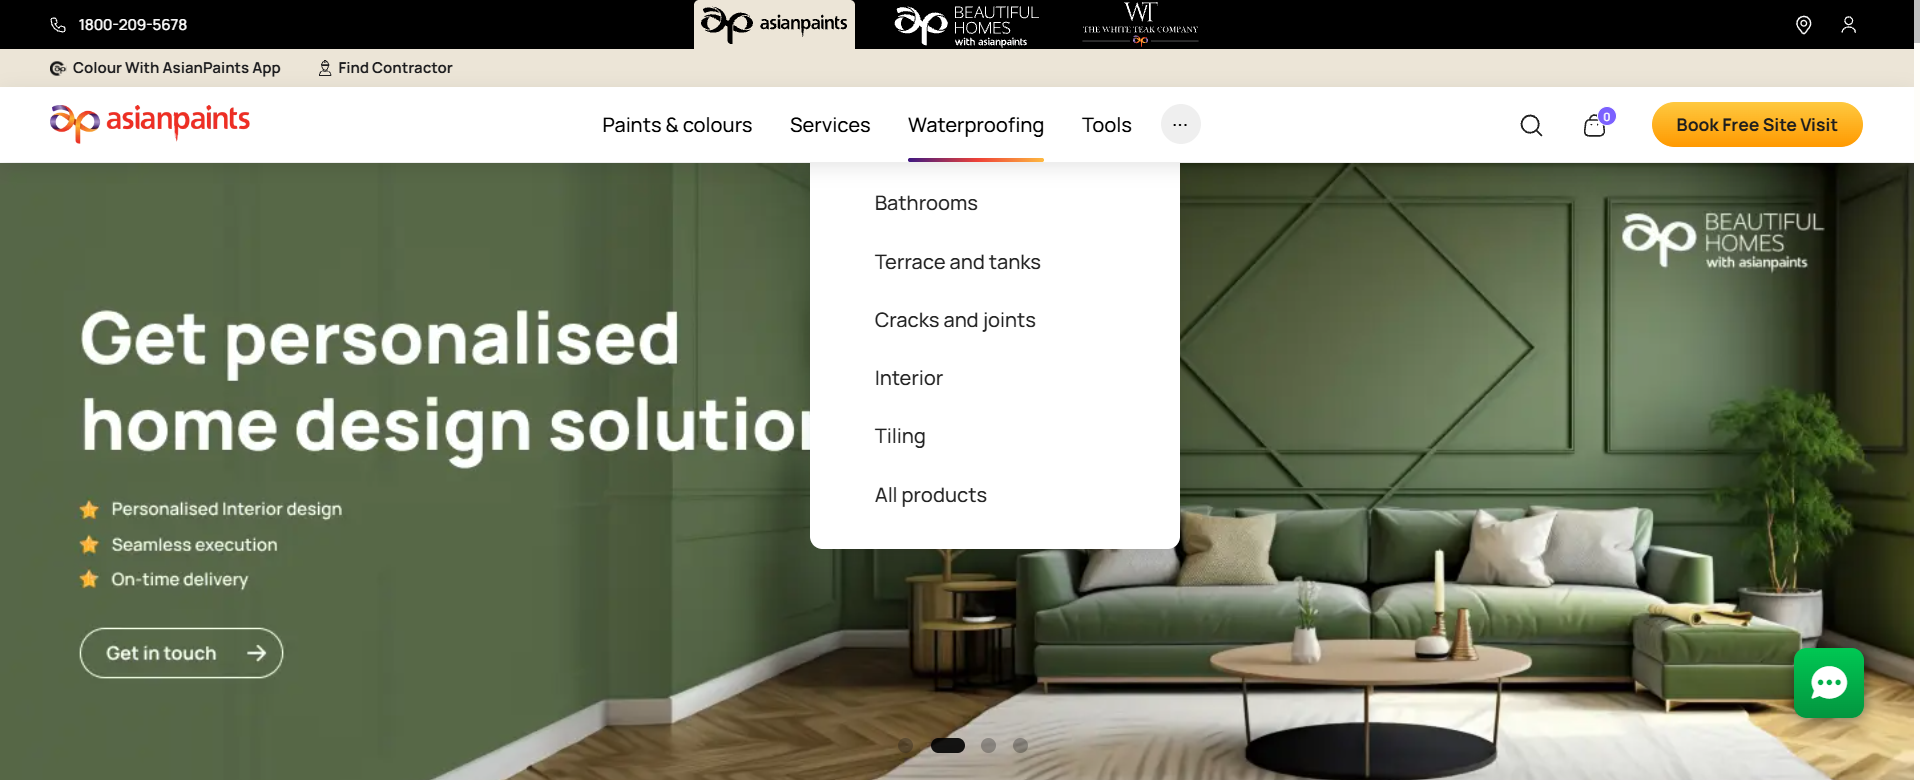 1800-209-5678
asianpaints
BEAUTIFUL
HOMES
with asianpaints
WT
THE WHITE TEAK COMPANY
Colour With AsianPaints App
Find Contractor
asianpaints
Paints & colours
Services
Waterproofing
Tools
...
0
Book Free Site Visit
Bathrooms
Terrace and tanks
Cracks and joints
Interior
Tiling
All products
BEAUTIFUL
HOMES
with asianpaints
Get personalised
home design solution
Personalised Interior design
Seamless execution
On-time delivery
Get in touch